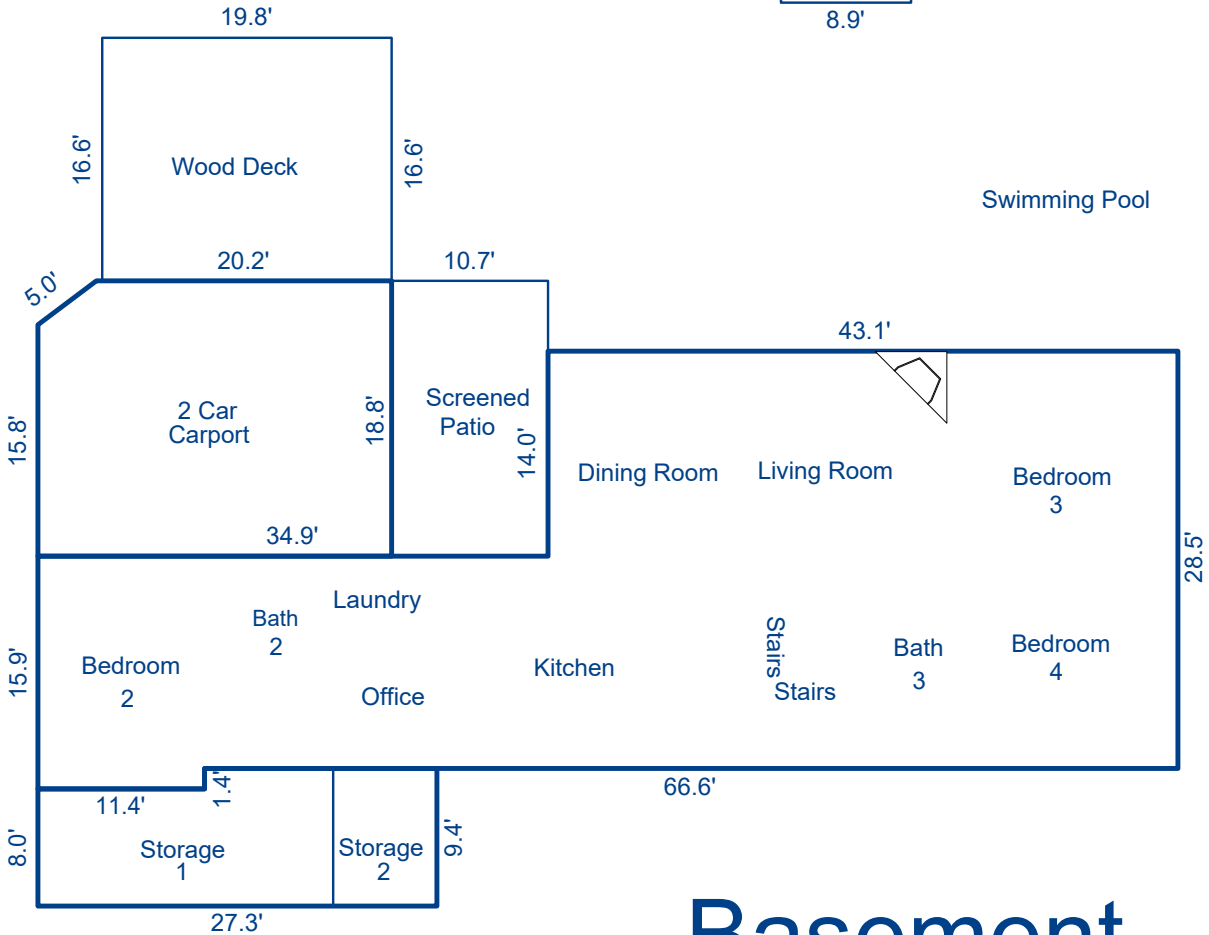 19.8'
8.9'
16.6'
Wood Deck
16.6'
Swimming Pool
20.2'
10.7'
5.0'
43.1'
15.8'
2 Car
Carport
18.8'
Screened
Patio
14.0'
Dining Room
Living Room
Bedroom
3
34.9'
28.5'
Laundry
Bath
2
15.9'
Bedroom
2
Office
Kitchen
Stairs
Stairs
Bath
3
Bedroom
4
11.4'
1.4'
66.6'
8.0'
Storage
1
Storage
2
9.4'
27.3'
Basement